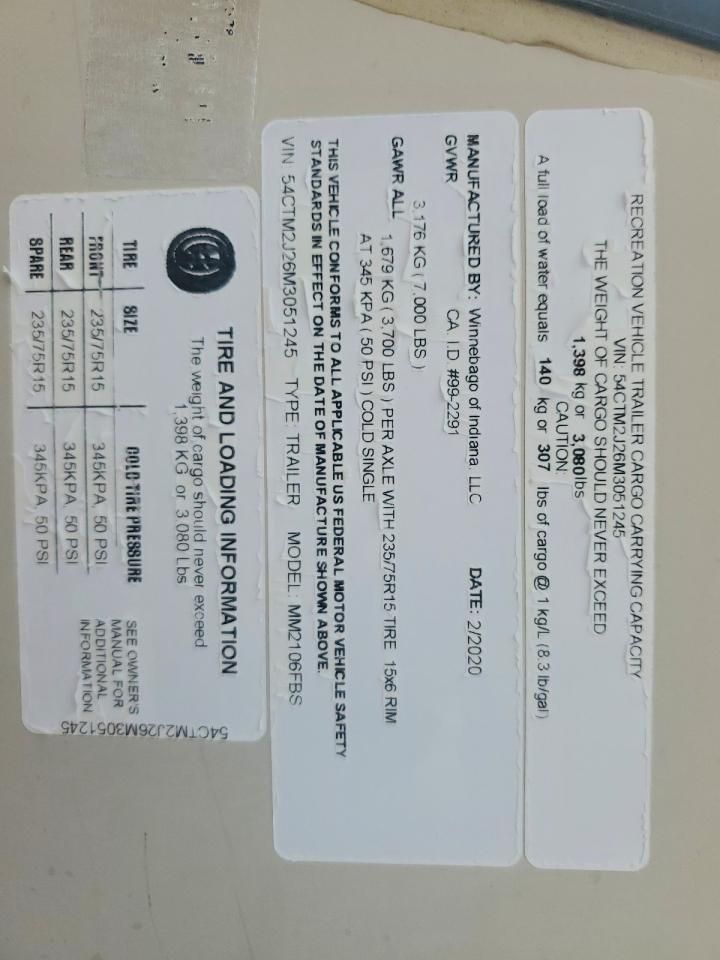 RECREATION VEHICLE TRAILER CARGO CARRYING CAPACITY
VIN: 54CTM2J26M3051245
THE WEIGHT OF CARGO SHOULD NEVER EXCEED
1,398 kg or 3,080 lbs
CAUTION:
A full load of water equals 140 kg or 307 lbs of cargo @ 1 kg/L (8.3 lb/gal)
MANUFACTURED BY: Winnebago of Indiana, LLC DATE: 2/2020
GVWR CA I.D #99-2291
3,176 KG ( 7,000 LBS )
GAWR ALL 1,679 KG ( 3,700 LBS ) PER AXLE WITH 235/75R15 TIRE 15x6 RIM
AT 345 KPA ( 50 PSI ) COLD SINGLE
THIS VEHICLE CONFORMS TO ALL APPLICABLE US FEDERAL MOTOR VEHICLE SAFETY
STANDARDS IN EFFECT ON THE DATE OF MANUFACTURE SHOWN ABOVE.
VIN 54CTM2J26M3051245 TYPE: TRAILER MODEL: MM2106FBS
TIRE AND LOADING INFORMATION
The weight of cargo should never exceed
1,398 KG or 3,080 Lbs
TIRE SIZE COLD TIRE PRESSURE
FRONT 235/75R15 345KPA, 50 PSI
REAR 235/75R15 345KPA, 50 PSI
SPARE 235/75R15 345KPA, 50 PSI
SEE OWNER'S
MANUAL FOR
ADDITIONAL
INFORMATION
54CTM2J26M3051245